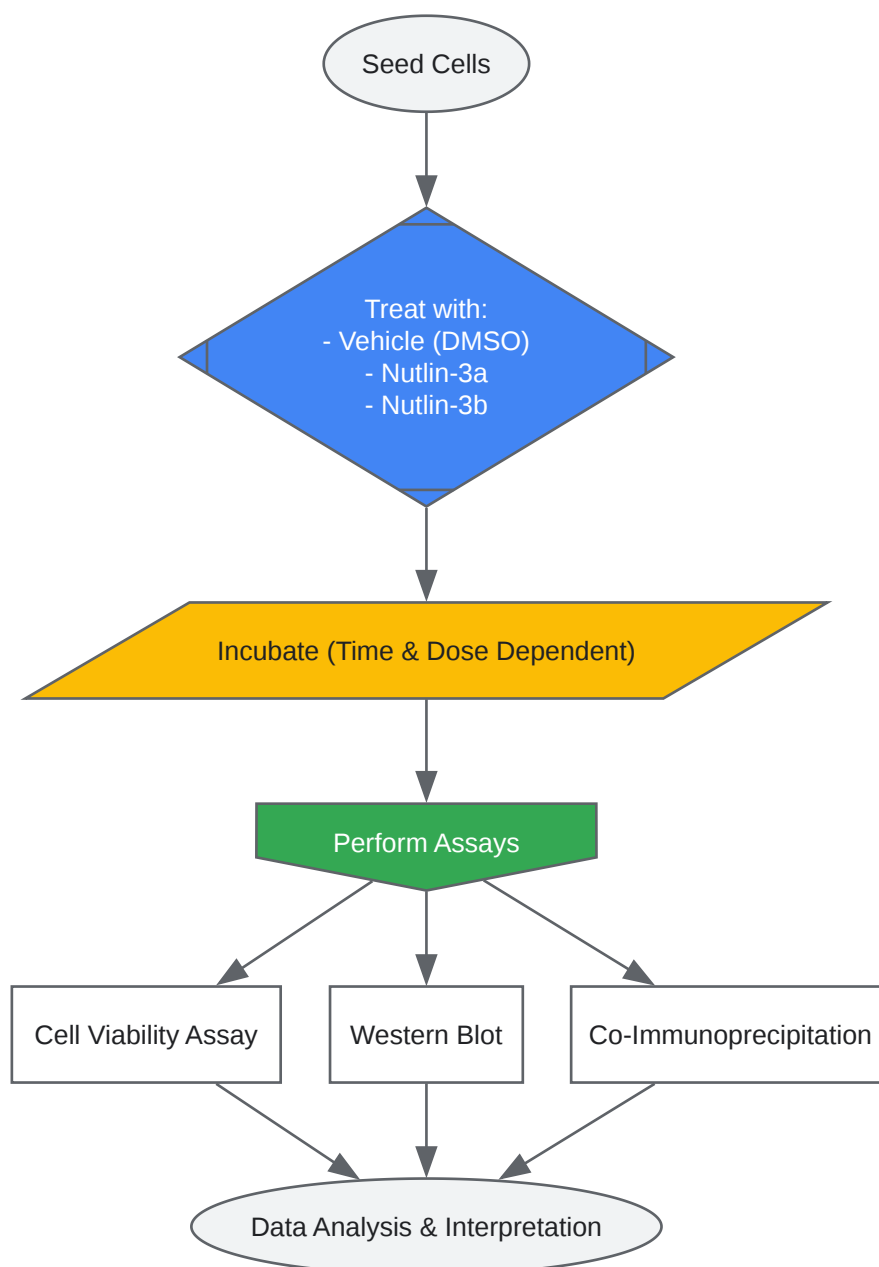 Seed Cells
Treat with:
- Vehicle (DMSO)
- Nutlin-3a
- Nutlin-3b
Incubate (Time & Dose Dependent)
Perform Assays
Cell Viability Assay
Western Blot
Co-Immunoprecipitation
Data Analysis & Interpretation